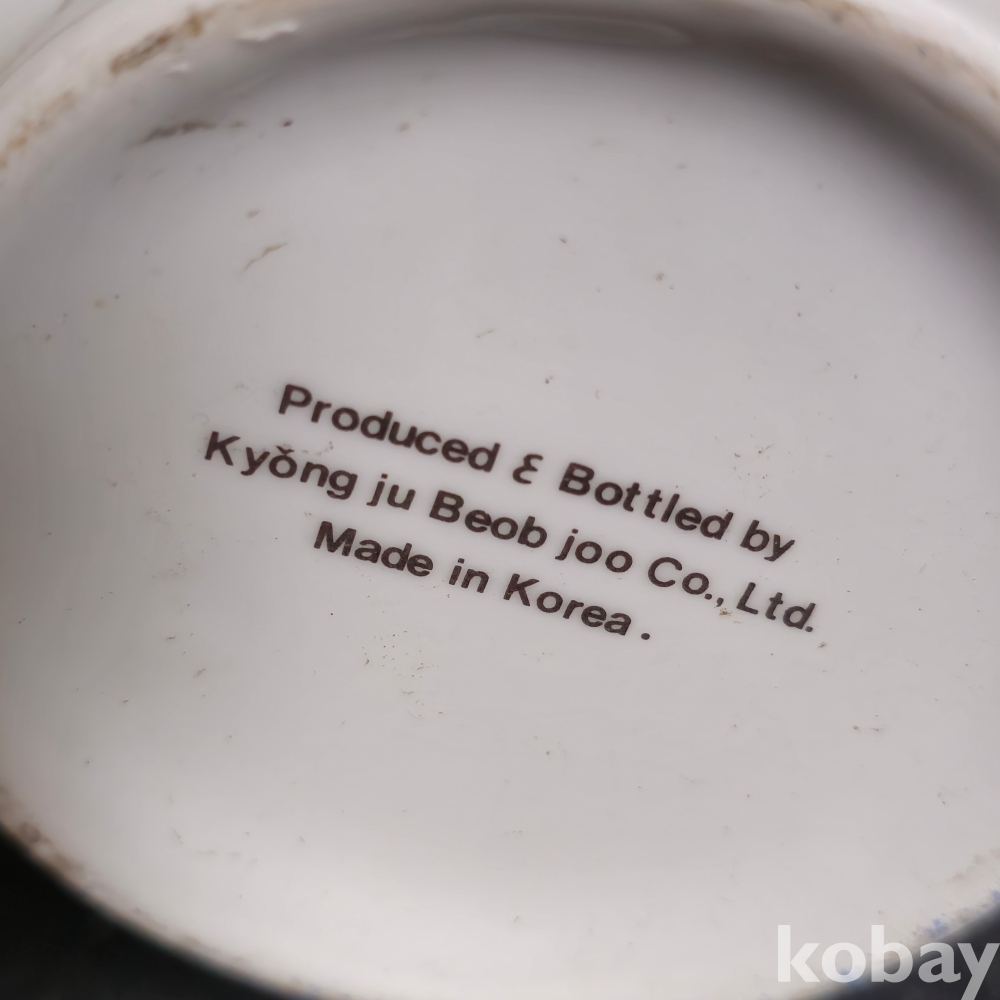 Produced & Bottled by
Kyŏng ju Beob joo Co., Ltd.
Made in Korea.
kobay